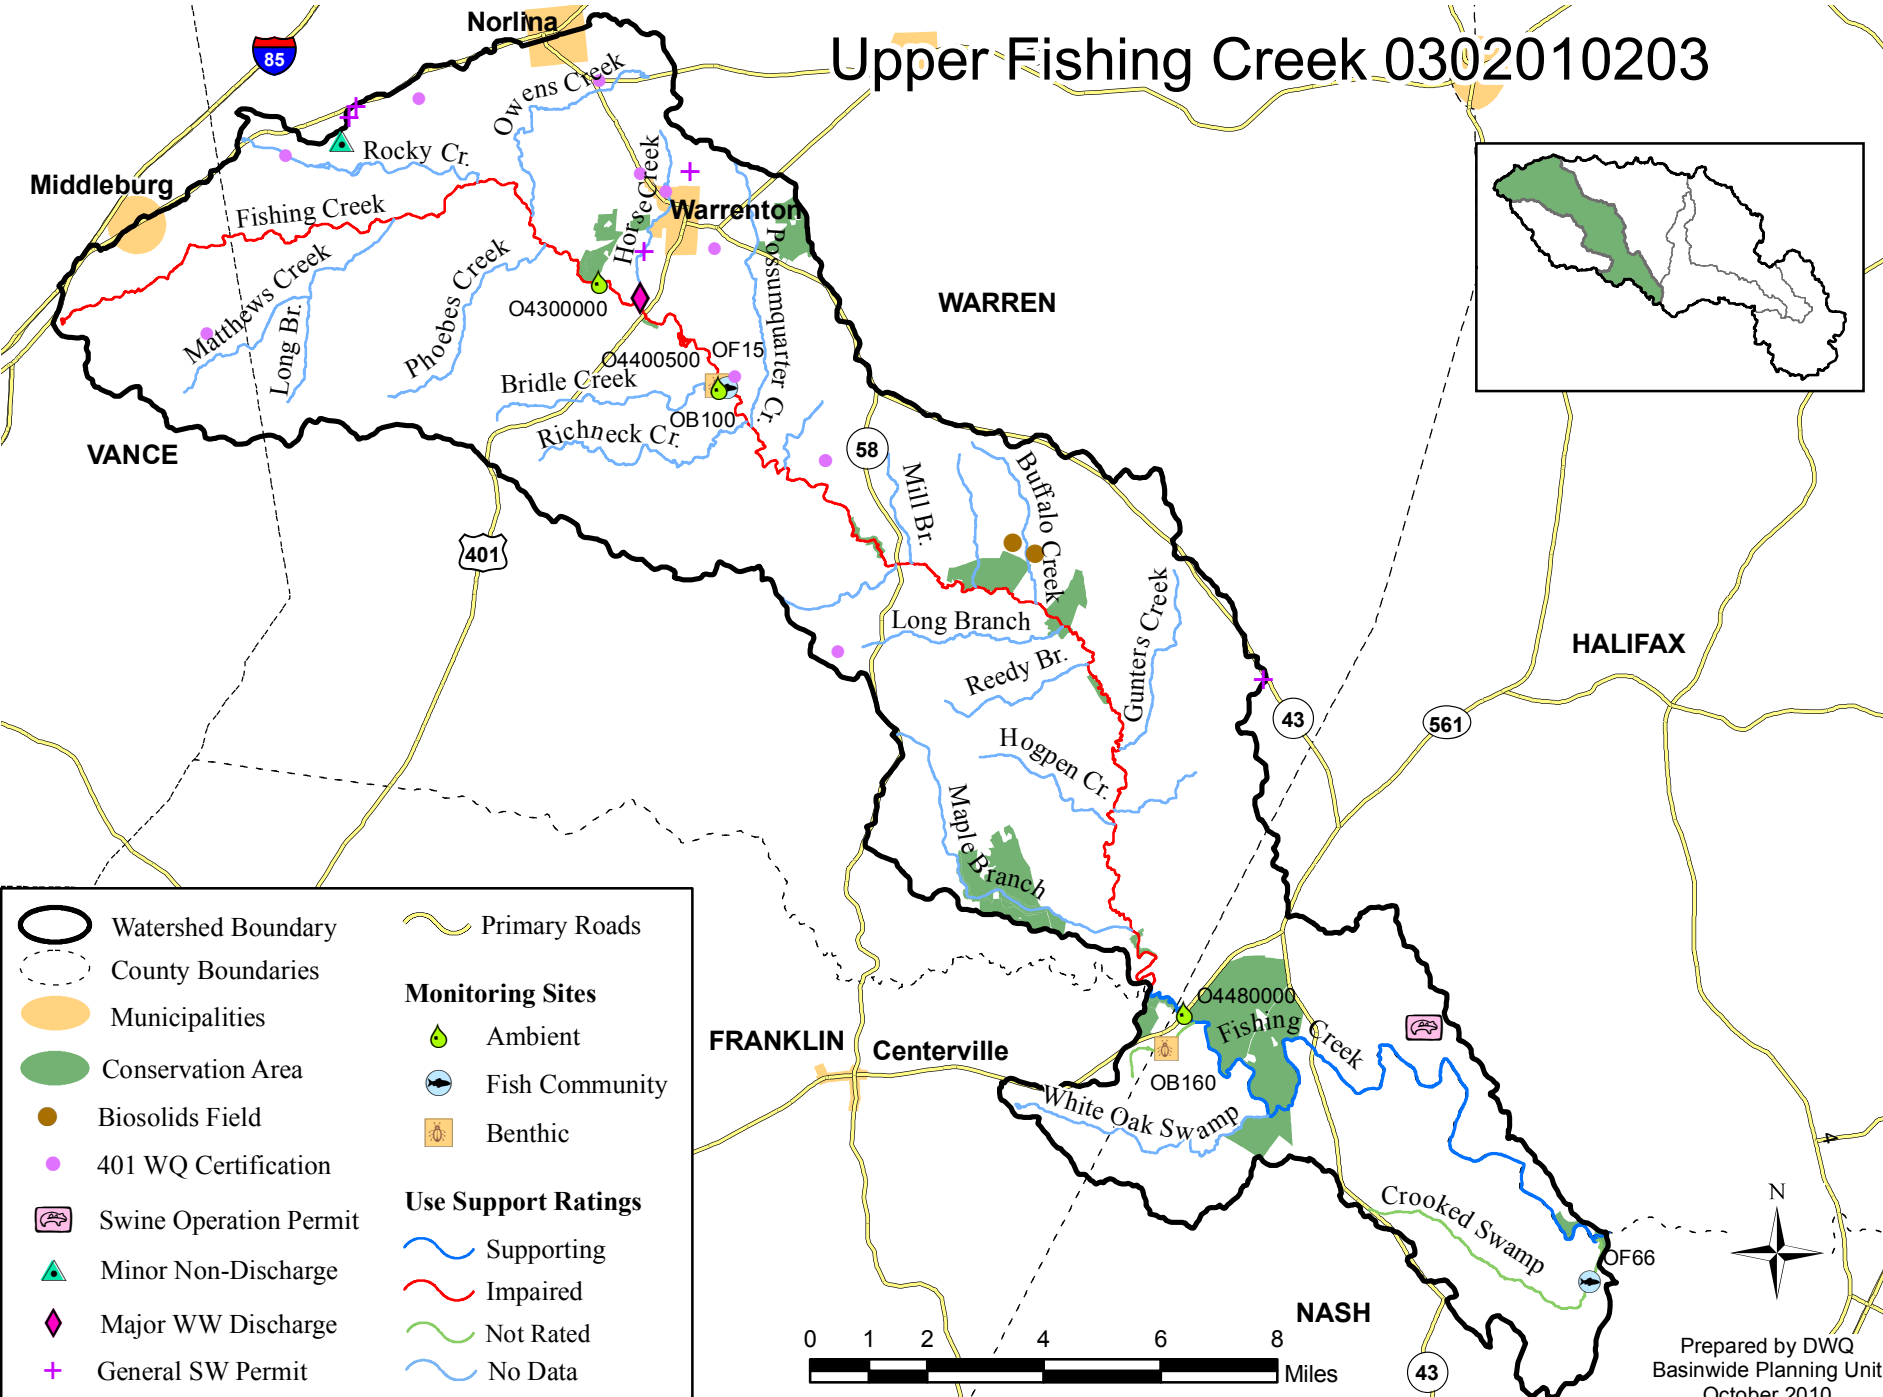 Norlina
Upper Fishing Creek 0302010203
85
Owens Creek
Rocky Cr.
Horse Creek
Middleburg
Fishing Creek
Warrenton
Possumquarter Cr.
Matthews Creek
Long Br.
Phoebes Creek
O4300000
WARREN
O4400500
OF15
Bridle Creek
OB100
Richneck Cr.
VANCE
58
Mill Br.
Buffalo Creek
401
Long Branch
Gunters Creek
Reedy Br.
HALIFAX
43
561
Hogpen Cr.
Maple Branch
O4480000
Fishing Creek
FRANKLIN
Centerville
OB160
White Oak Swamp
4
Crooked Swamp
OF66
NASH
43
N
Watershed Boundary
County Boundaries
Municipalities
Conservation Area
Biosolids Field
401 WQ Certification
Swine Operation Permit
Minor Non-Discharge
Major WW Discharge
General SW Permit
Primary Roads
Monitoring Sites
Ambient
Fish Community
Benthic
Use Support Ratings
Supporting
Impaired
Not Rated
No Data
0 1 2 4 6 8
Miles
Prepared by DWQ
Basinwide Planning Unit
October 2010